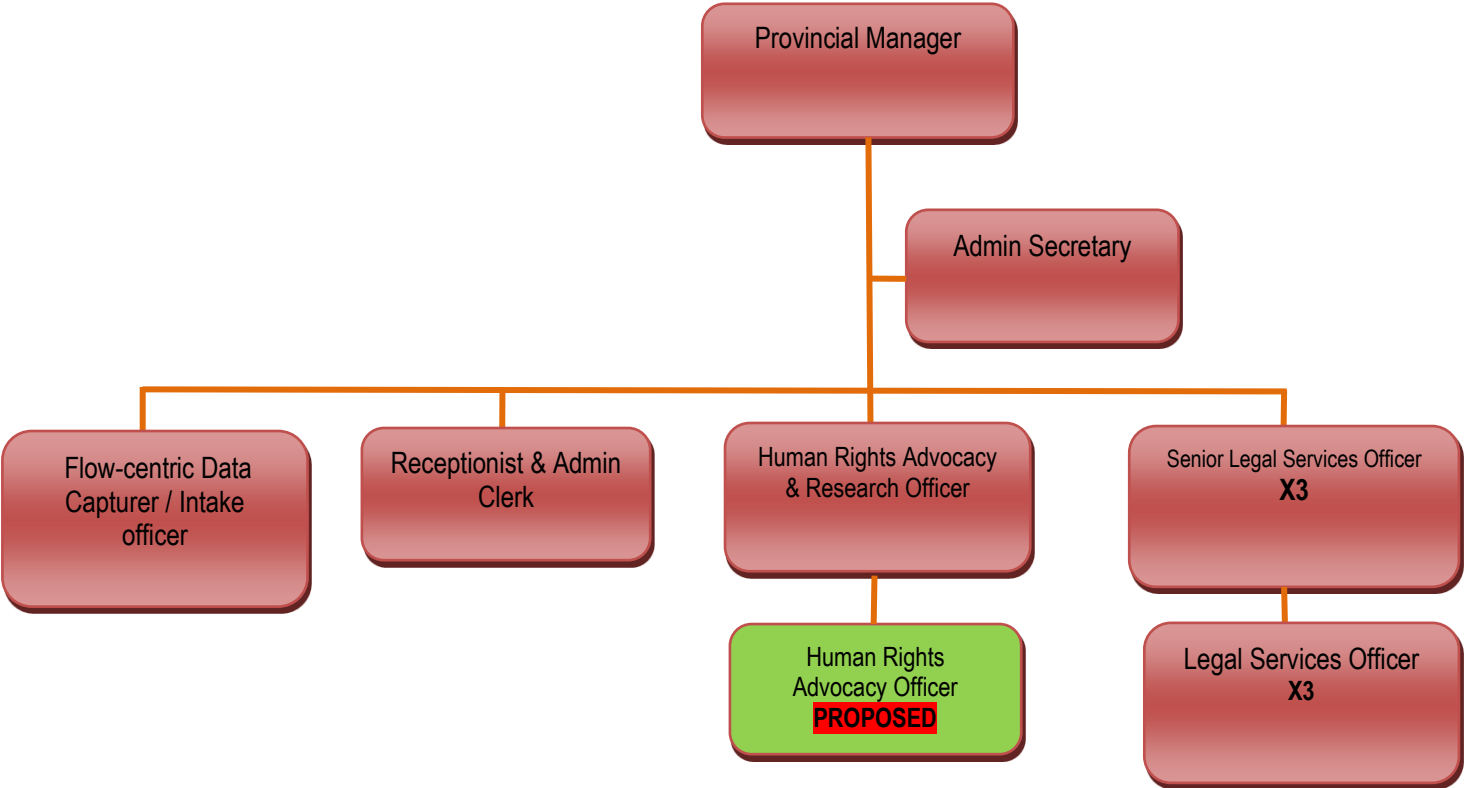 Provincial Manager
Admin Secretary
Flow-centric Data
Capturer / Intake
officer
Receptionist & Admin
Clerk
Human Rights Advocacy
& Research Officer
Senior Legal Services Officer
X3
Human Rights
Advocacy Officer
PROPOSED
Legal Services Officer
X3